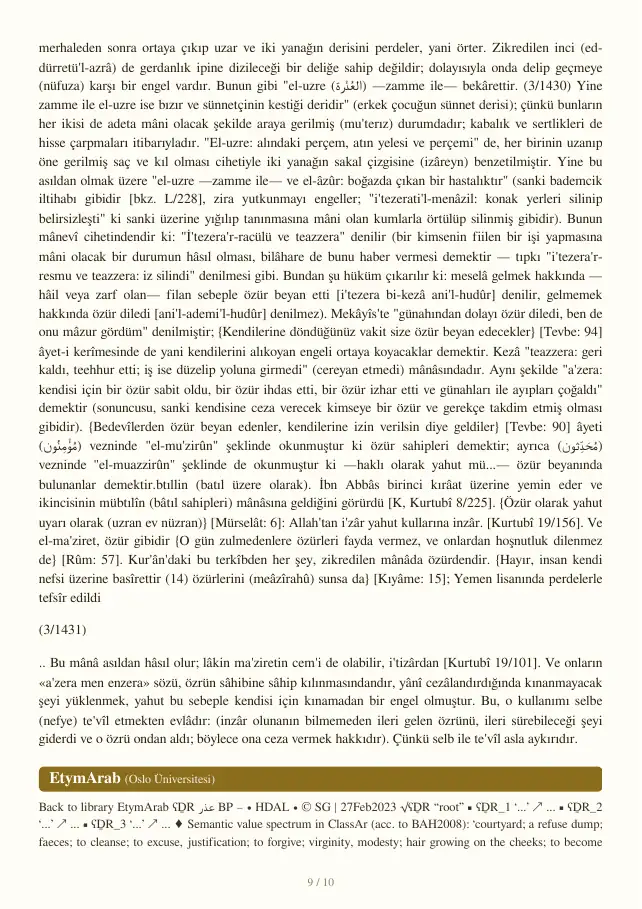 merhaleden sonra ortaya çıkıp uzar ve iki yanağın derisini perdeler, yani örter. Zikredilen inci (ed-
dürretü'l-azrâ) de gerdanlık ipine dizileceği bir deliğe sahip değildir; dolayısıyla onda delip geçmeye
(nüfuza) karşı bir engel vardır. Bunun gibi "el-uzre (العُذْرة) —zamme ile— bekârettir. (3/1430) Yine
zamme ile el-uzre ise bızır ve sünnetçinin kestiği deridir" (erkek çocuğun sünnet derisi); çünkü bunların
her ikisi de adeta mâni olacak şekilde araya gerilmiş (mu'terız) durumdadır; kabalık ve sertlikleri de
hisse çarpmaları itibarıyladır. "El-uzre: alındaki perçem, atın yelesi ve perçemi" de, her birinin uzanıp
öne gerilmiş saç ve kıl olması cihetiyle iki yanağın sakal çizgisine (izâreyn) benzetilmiştir. Yine bu
asıldan olmak üzere "el-uzre —zamme ile— ve el-âzûr: boğazda çıkan bir hastalıktır" (sanki bademcik
iltihabı gibidir [bkz. L/228], zira yutkunmayı engeller; "i'tezerati'l-menâzil: konak yerleri silinip
belirsizleşti" ki sanki üzerine yığılıp tanınmasına mâni olan kumlarla örtülüp silinmiş gibidir). Bunun
mânevî cihetindendir ki: "İ'tezera'r-racülü ve teazzera" denilir (bir kimsenin fiilen bir işi yapmasına
mâni olacak bir durumun hâsıl olması, bilâhare de bunu haber vermesi demektir — tıpkı "i'tezera'r-
resmu ve teazzera: iz silindi" denilmesi gibi. Bundan şu hüküm çıkarılır ki: meselâ gelmek hakkında —
hâil veya zarf olan— filan sebeple özür beyan etti [i'tezera bi-kezâ ani'l-hudûr] denilir, gelmemek
hakkında özür diledi [ani'l-ademi'l-hudûr] denilmez). Mekâyîs'te "günahından dolayı özür diledi, ben de
onu mâzur gördüm" denilmiştir; {Kendilerine döndüğünüz vakit size özür beyan edecekler} [Tevbe: 94]
âyet-i kerîmesinde de yani kendilerini alıkoyan engeli ortaya koyacaklar demektir. Kezâ "teazzera: geri
kaldı, teehhur etti; iş ise düzelip yoluna girmedi" (cereyan etmedi) mânâsındadır. Aynı şekilde "a'zera:
kendisi için bir özür sabit oldu, bir özür ihdas etti, bir özür izhar etti ve günahları ile ayıpları çoğaldı"
demektir (sonuncusu, sanki kendisine ceza verecek kimseye bir özür ve gerekçe takdim etmiş olması
gibidir). {Bedevîlerden özür beyan edenler, kendilerine izin verilsin diye geldiler} [Tevbe: 90] âyeti
vezninde "el-mu'zirûn" şeklinde okunmuştur ki özür sahipleri demektir; ayrıca
vezninde "el-muazzirûn" şeklinde de okunmuştur ki —haklı olarak yahut mü...— özür beyanında
bulunanlar demektir.btıllin (batıl üzere olarak). İbn Abbâs birinci kırâat üzerine yemin eder ve
ikincisinin mübtılîn (bâtıl sahipleri) mânâsına geldiğini görürdü [K, Kurtubî 8/225]. {Özür olarak yahut
uyarı olarak (uzran ev nüzran)} [Mürselât: 6]: Allah'tan i'zâr yahut kullarına inzâr. [Kurtubî 19/156]. Ve
el-ma'ziret, özür gibidir {O gün zulmedenlere özürleri fayda vermez, ve onlardan hoşnutluk dilenmez
de} [Rûm: 57]. Kur'ân'daki bu terkîbden her şey, zikredilen mânâda özürdendir. {Hayır, insan kendi
nefsi üzerine basîrettir (14) özürlerini (meâzîrahû) sunsa da} [Kıyâme: 15]; Yemen lisanında perdelerle
tefsîr edildi
(3/1431)
.. Bu mânâ asıldan hâsıl olur; lâkin ma'ziretin cem'i de olabilir, i'tizârdan [Kurtubî 19/101]. Ve onların
«a'zera men enzera» sözü, özrün sâhibine sâhip kılınmasındandır, yânî cezâlandırdığında kınanmayacak
şeyi yüklenmek, yahut bu sebeple kendisi için kınamadan bir engel olmuştur. Bu, o kullanımı selbe
(nefye) te'vîl etmekten evlâdır: (inzâr olunanın bilmemeden ileri gelen özrünü, ileri sürebileceği şeyi
giderdi ve o özrü ondan aldı; böylece ona ceza vermek hakkıdır). Çünkü selb ile te'vîl asla aykırıdır.
EtymArab (Oslo Üniversitesi)
Back to library EtymArab ʕḎR عذر BP – • HDAL • © SG | 27Feb2023 √ʕḎR “root” ▪ ʕḎR_1 ‘...’ ↗ ... ▪ ʕḎR_2
‘...’ ↗ ... ▪ ʕḎR_3 ‘...’ ↗ ... ♦ Semantic value spectrum in ClassAr (acc. to BAH2008): ‘courtyard; a refuse dump;
faeces; to cleanse; to excuse, justification; to forgive; virginity, modesty; hair growing on the cheeks; to become
9 / 10